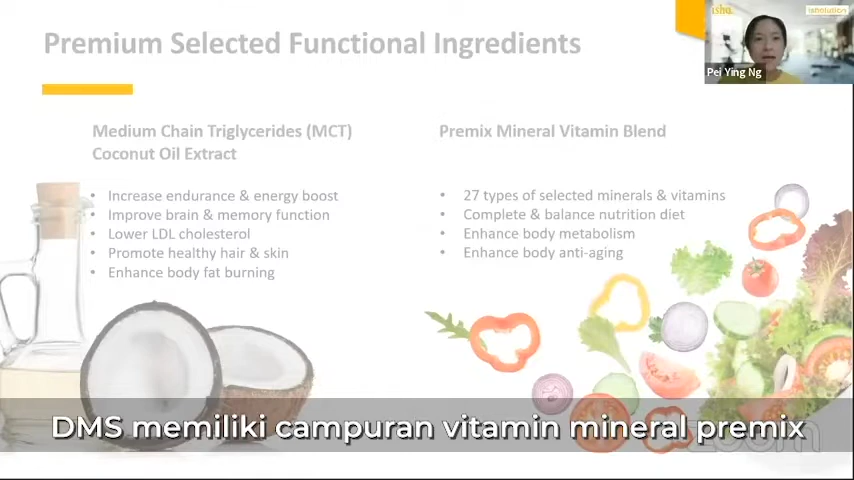 Premium Selected Functional Ingredients
isha.
isfrolution
Pei Ying Ng
Medium Chain Triglycerides (MCT)
Coconut Oil Extract
• Increase endurance & energy boost
• Improve brain & memory function
• Lower LDL cholesterol
• Promote healthy hair & skin
• Enhance body fat burning
Premix Mineral Vitamin Blend
• 27 types of selected minerals & vitamins
• Complete & balance nutrition diet
• Enhance body metabolism
• Enhance body anti-aging
DMS memiliki campuran vitamin mineral premix
zoom